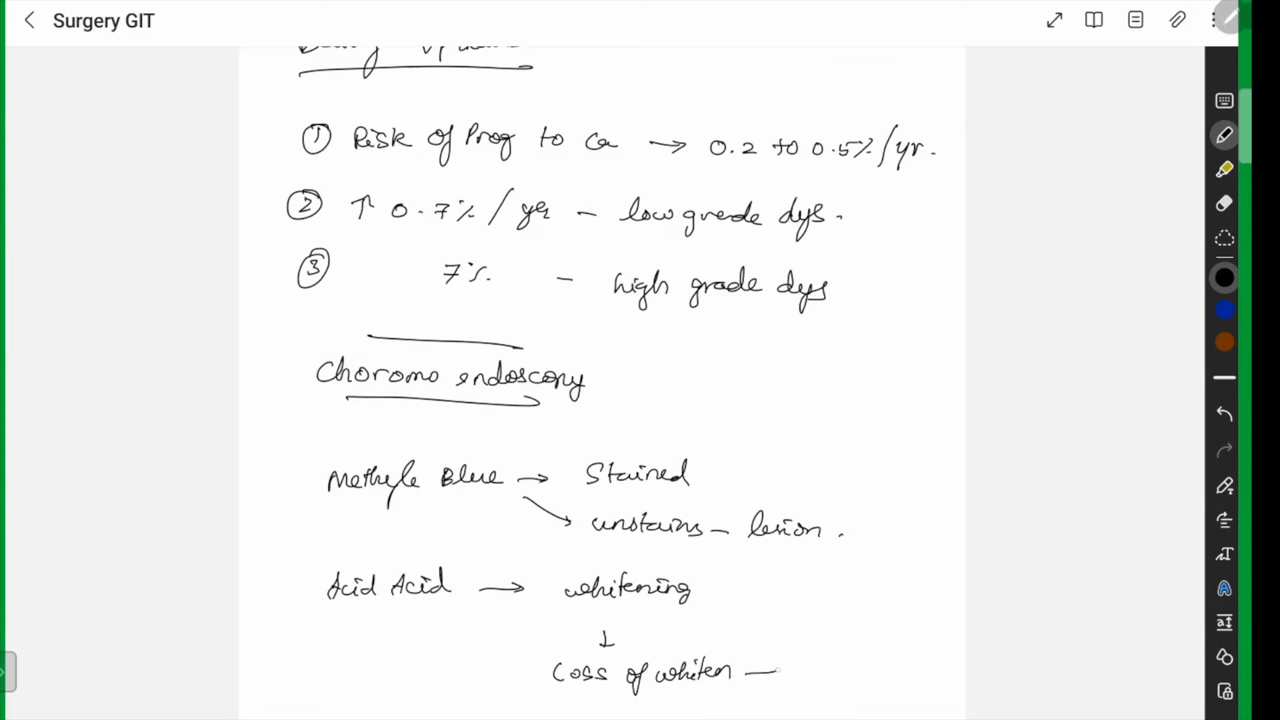 Surgery GIT
① Risk of Prog to Ca → 0.2 to 0.5%/yr.
② ↑ 0.7% / yer - low grade dys.
③ 7%. - high grade dys
Choromo endoscopy
Methyle Blue → Stained
→ unstains - lesion.
Acid Acid → whitening
↓
Loss of whiten —